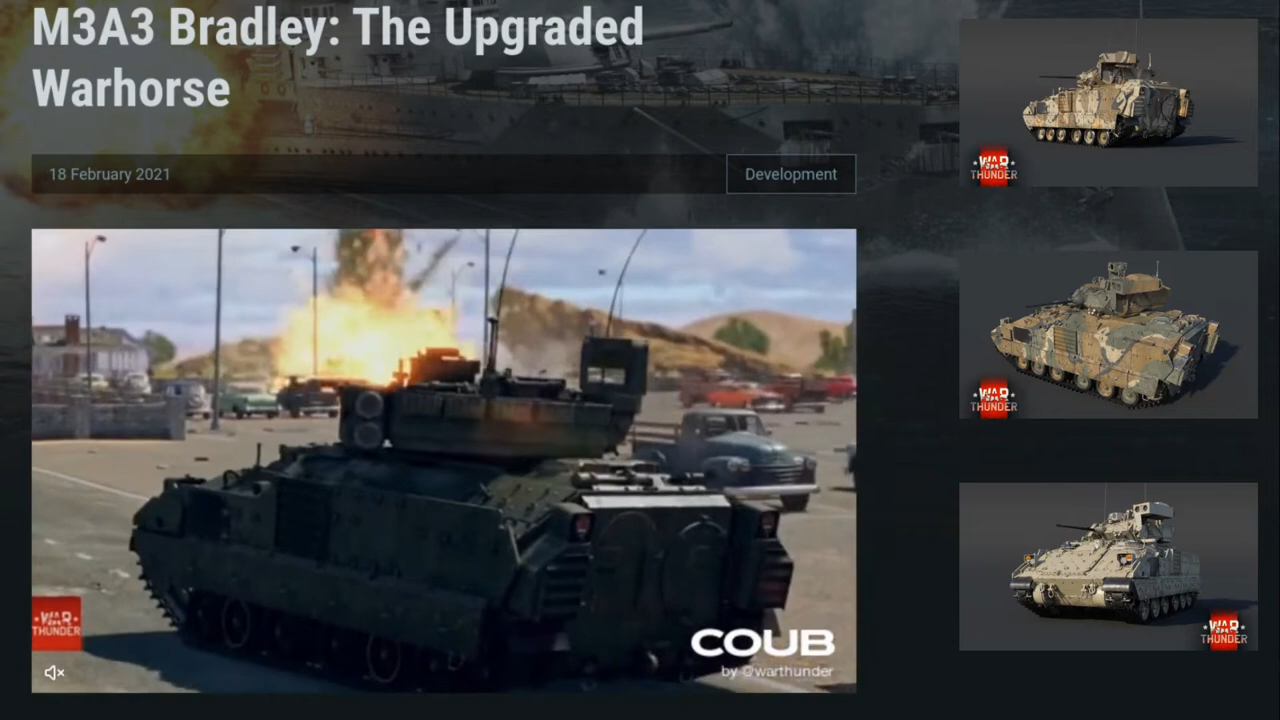 M3A3 Bradley: The Upgraded
Warhorse
18 February 2021
Development
WAR
THUNDER
COUB
by @warthunder
WAR
THUNDER
WAR
THUNDER
WAR
THUNDER